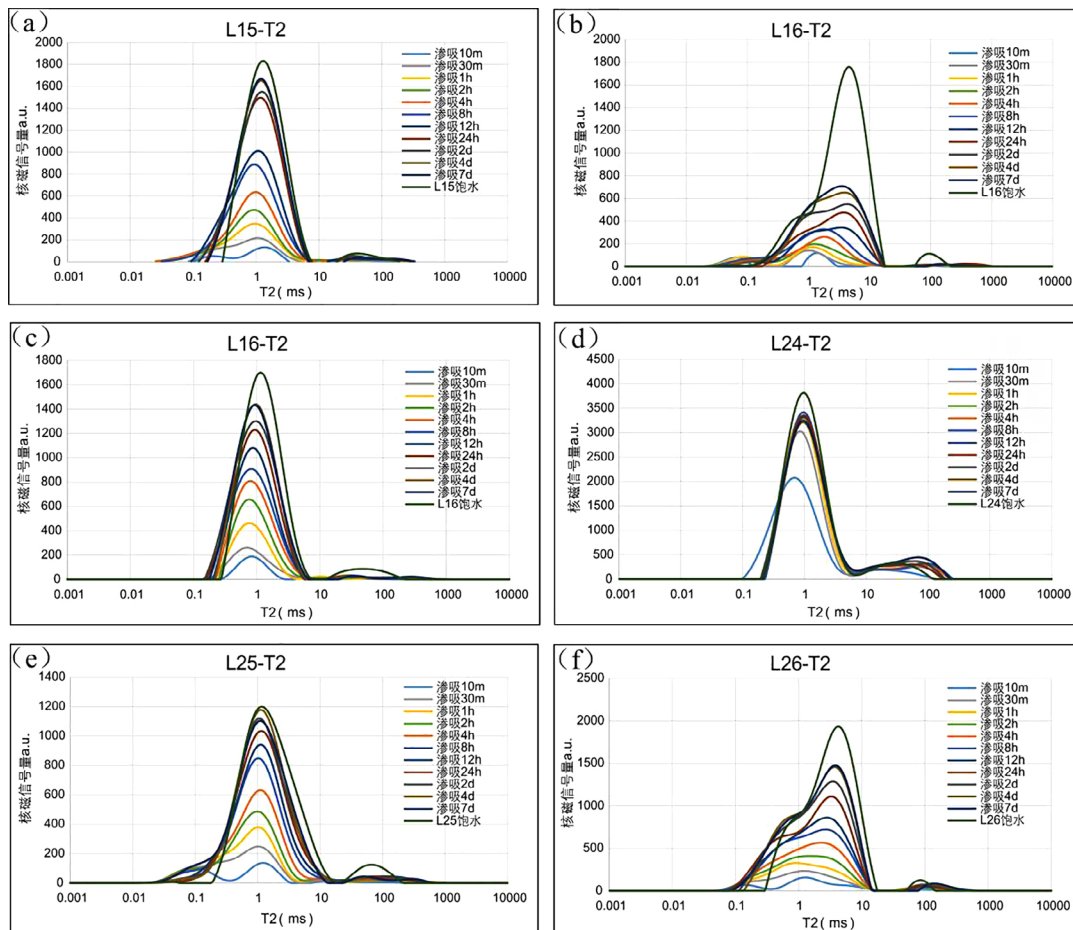 (a)
L15-T2
核磁信号量a.u.
2000
1800
1600
1400
1200
1000
800
600
400
200
0
0.001
0.01
0.1
1
10
100
1000
10000
T2 ( ms )
渗吸10m
渗吸30m
渗吸1h
渗吸2h
渗吸4h
渗吸8h
渗吸12h
渗吸24h
渗吸2d
渗吸4d
渗吸7d
L15饱水
(b)
L16-T2
核磁信号量a.u.
2000
1800
1600
1400
1200
1000
800
600
400
200
0
0.001
0.01
0.1
1
10
100
1000
10000
T2 ( ms )
渗吸10m
渗吸30m
渗吸1h
渗吸2h
渗吸4h
渗吸8h
渗吸12h
渗吸24h
渗吸2d
渗吸4d
渗吸7d
L16饱水
(c)
L16-T2
核磁信号量a.u.
1800
1600
1400
1200
1000
800
600
400
200
0
0.001
0.01
0.1
1
10
100
1000
10000
T2 ( ms )
渗吸10m
渗吸30m
渗吸1h
渗吸2h
渗吸4h
渗吸8h
渗吸12h
渗吸24h
渗吸2d
渗吸4d
渗吸7d
L16饱水
(d)
L24-T2
核磁信号量a.u.
4500
4000
3500
3000
2500
2000
1500
1000
500
0
0.001
0.01
0.1
1
10
100
1000
10000
T2 ( ms )
渗吸10m
渗吸30m
渗吸1h
渗吸2h
渗吸4h
渗吸8h
渗吸12h
渗吸24h
渗吸2d
渗吸4d
渗吸7d
L24饱水
(e)
L25-T2
核磁信号量a.u.
1400
1200
1000
800
600
400
200
0
0.001
0.01
0.1
1
10
100
1000
10000
T2 ( ms )
渗吸10m
渗吸30m
渗吸1h
渗吸2h
渗吸4h
渗吸8h
渗吸12h
渗吸24h
渗吸2d
渗吸4d
渗吸7d
L25饱水
(f)
L26-T2
核磁信号量a.u.
2500
2000
1500
1000
500
0
0.001
0.01
0.1
1
10
100
1000
10000
T2 ( ms )
渗吸10m
渗吸30m
渗吸1h
渗吸2h
渗吸4h
渗吸8h
渗吸12h
渗吸24h
渗吸2d
渗吸4d
渗吸7d
L26饱水